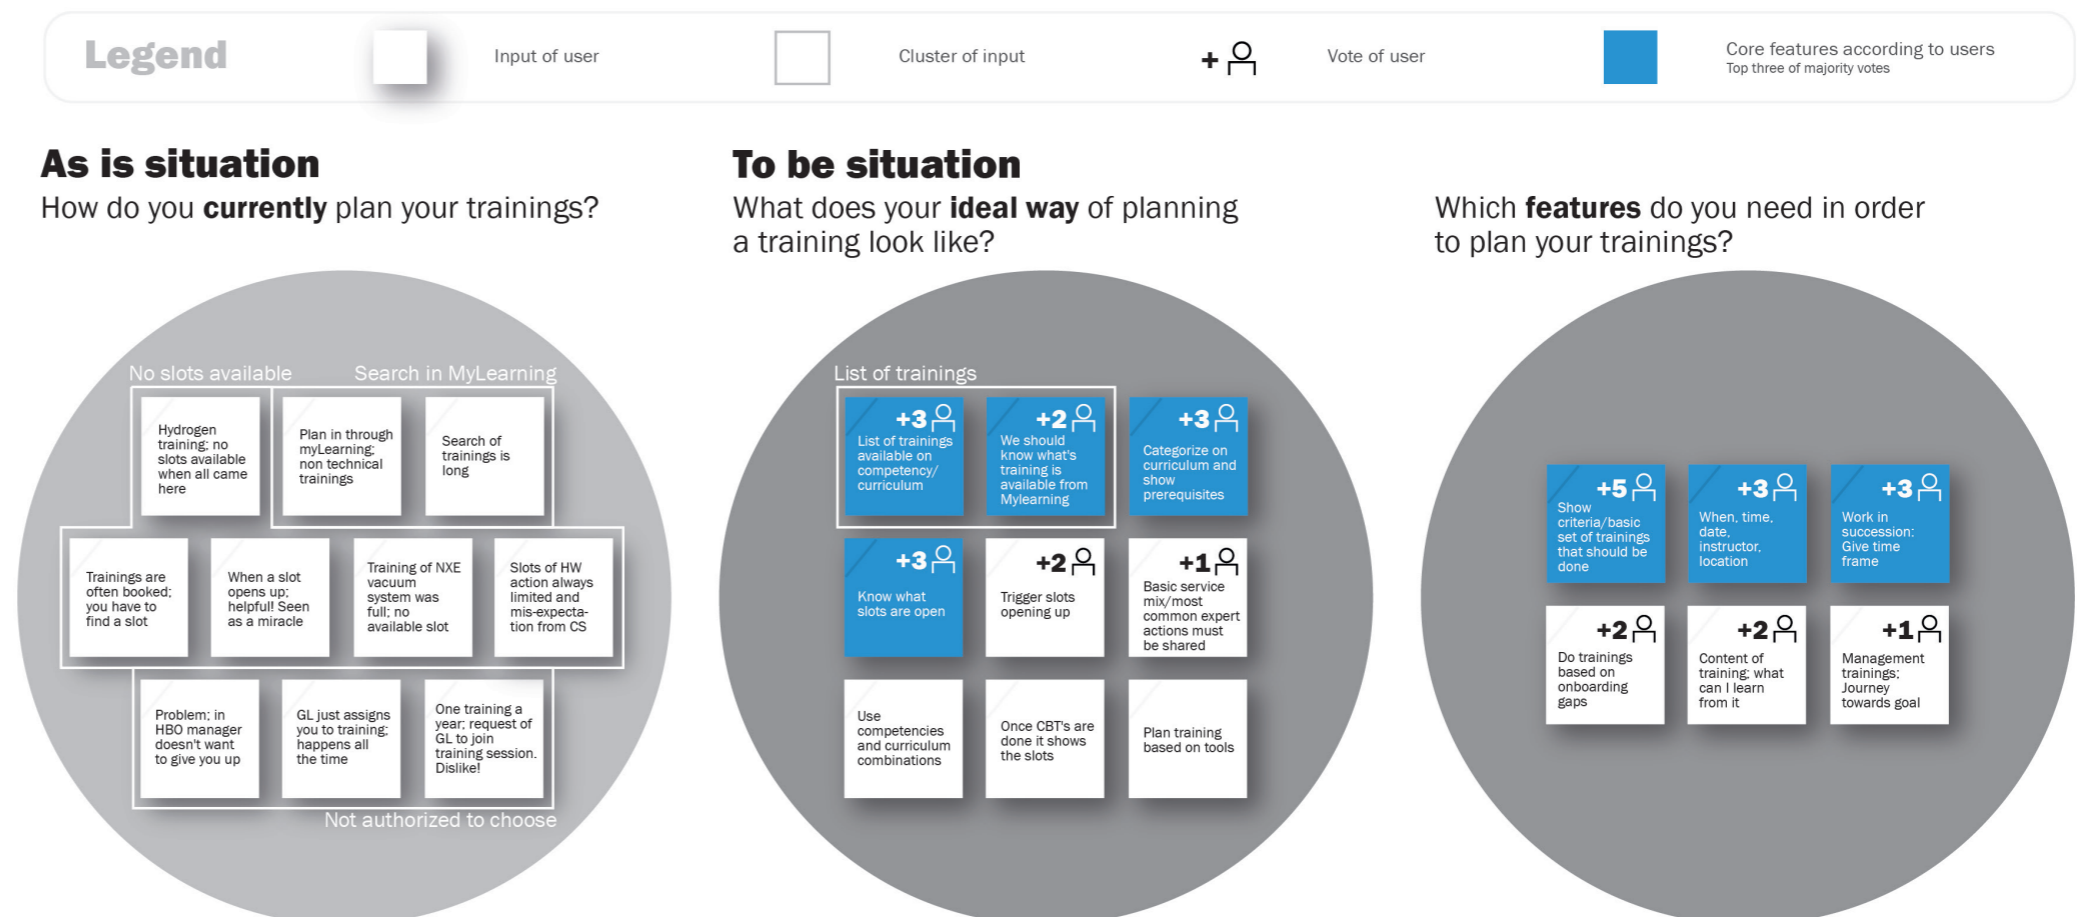 Legend
Input of user
Cluster of input
+
Vote of user
Core features according to users
Top three of majority votes
As is situation
How do you currently plan your trainings?
No slots available
Search in MyLearning
Hydrogen
training; no
slots available
when all came
here
Plan in through
myLearning;
non technical
trainings
Search of
trainings is
long
Trainings are
often booked;
you have to
find a slot
When a slot
opens up;
helpful! Seen
as a miracle
Training of NXE
vacuum
system was
full; no
available slot
Slots of HW
action always
limited and
mis-expecta-
tion from CS
Problem; in
HBO manager
doesn't want
to give you up
GL just assigns
you to training;
happens all
the time
One training a
year; request of
GL to join
training session.
Dislike!
Not authorized to choose
To be situation
What does your ideal way of planning
a training look like?
List of trainings
+3
List of trainings
available on
competency/
curriculum
+2
We should
know what's
training is
available from
Mylearning
+3
Categorize on
curriculum and
show
prerequisites
+3
Know what
slots are open
+2
Trigger slots
opening up
+1
Basic service
mix/most
common expert
actions must
be shared
Use
competencies
and curriculum
combinations
Once CBT's are
done it shows
the slots
Plan training
based on tools
Which features do you need in order
to plan your trainings?
+5
Show
criteria/basic
set of trainings
that should be
done
+3
When, time,
date,
instructor,
location
+3
Work in
succession:
Give time
frame
+2
Do trainings
based on
onboarding
gaps
+2
Content of
training; what
can I learn
from it
+1
Management
trainings;
Journey
towards goal